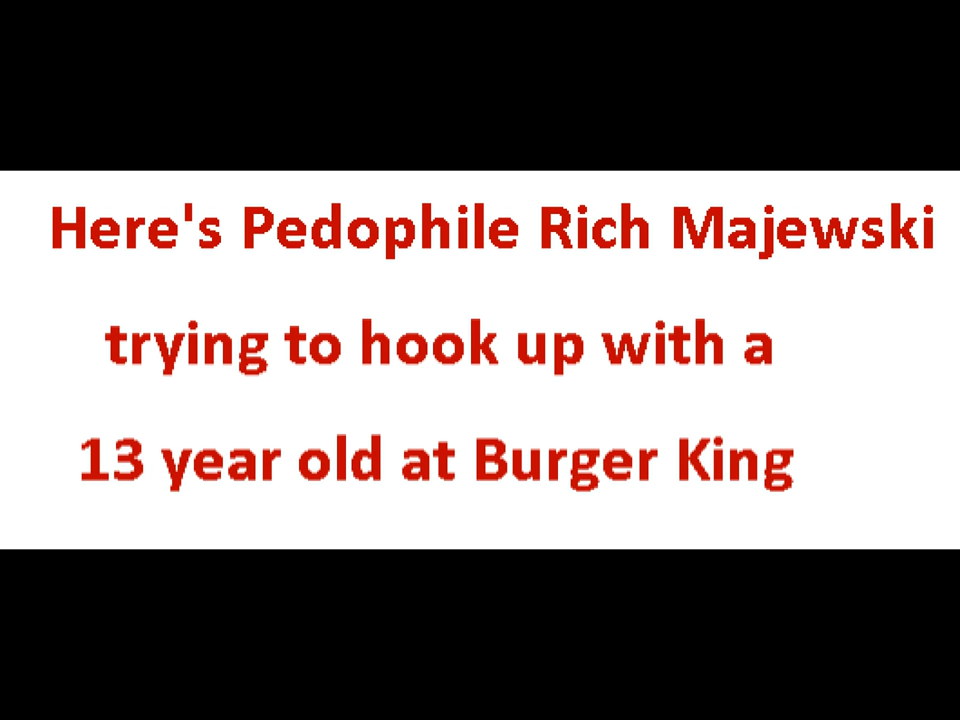 Here's Pedophile Rich Majewski
trying to hook up with a
13 year old at Burger King